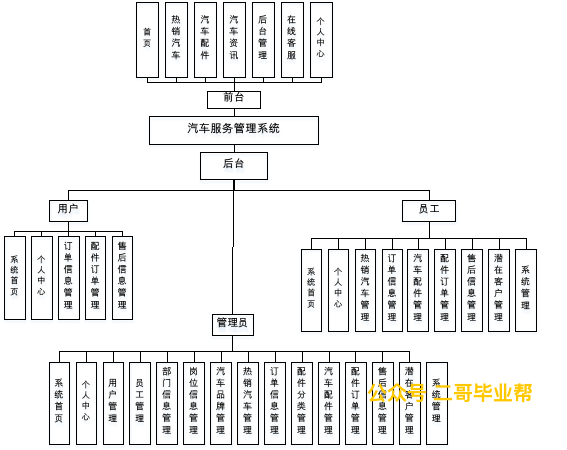 首页
热销汽车
汽车配件
汽车资讯
后台管理
在线客服
个人中心
前台
汽车服务管理系统
后台
用户
员工
系统首页
个人中心
订单信息管理
配件订单管理
售后信息管理
系统首页
个人中心
热销汽车管理
订单信息管理
汽车配件管理
配件订单管理
售后信息管理
潜在客户管理
系统管理
管理员
系统首页
个人中心
用户管理
员工管理
部门信息管理
岗位信息管理
汽车品牌管理
热销汽车管理
订单信息管理
配件分类管理
汽车配件管理
配件订单管理
售后信息管理
潜在客户管理
系统管理
公众号 二哥毕业帮